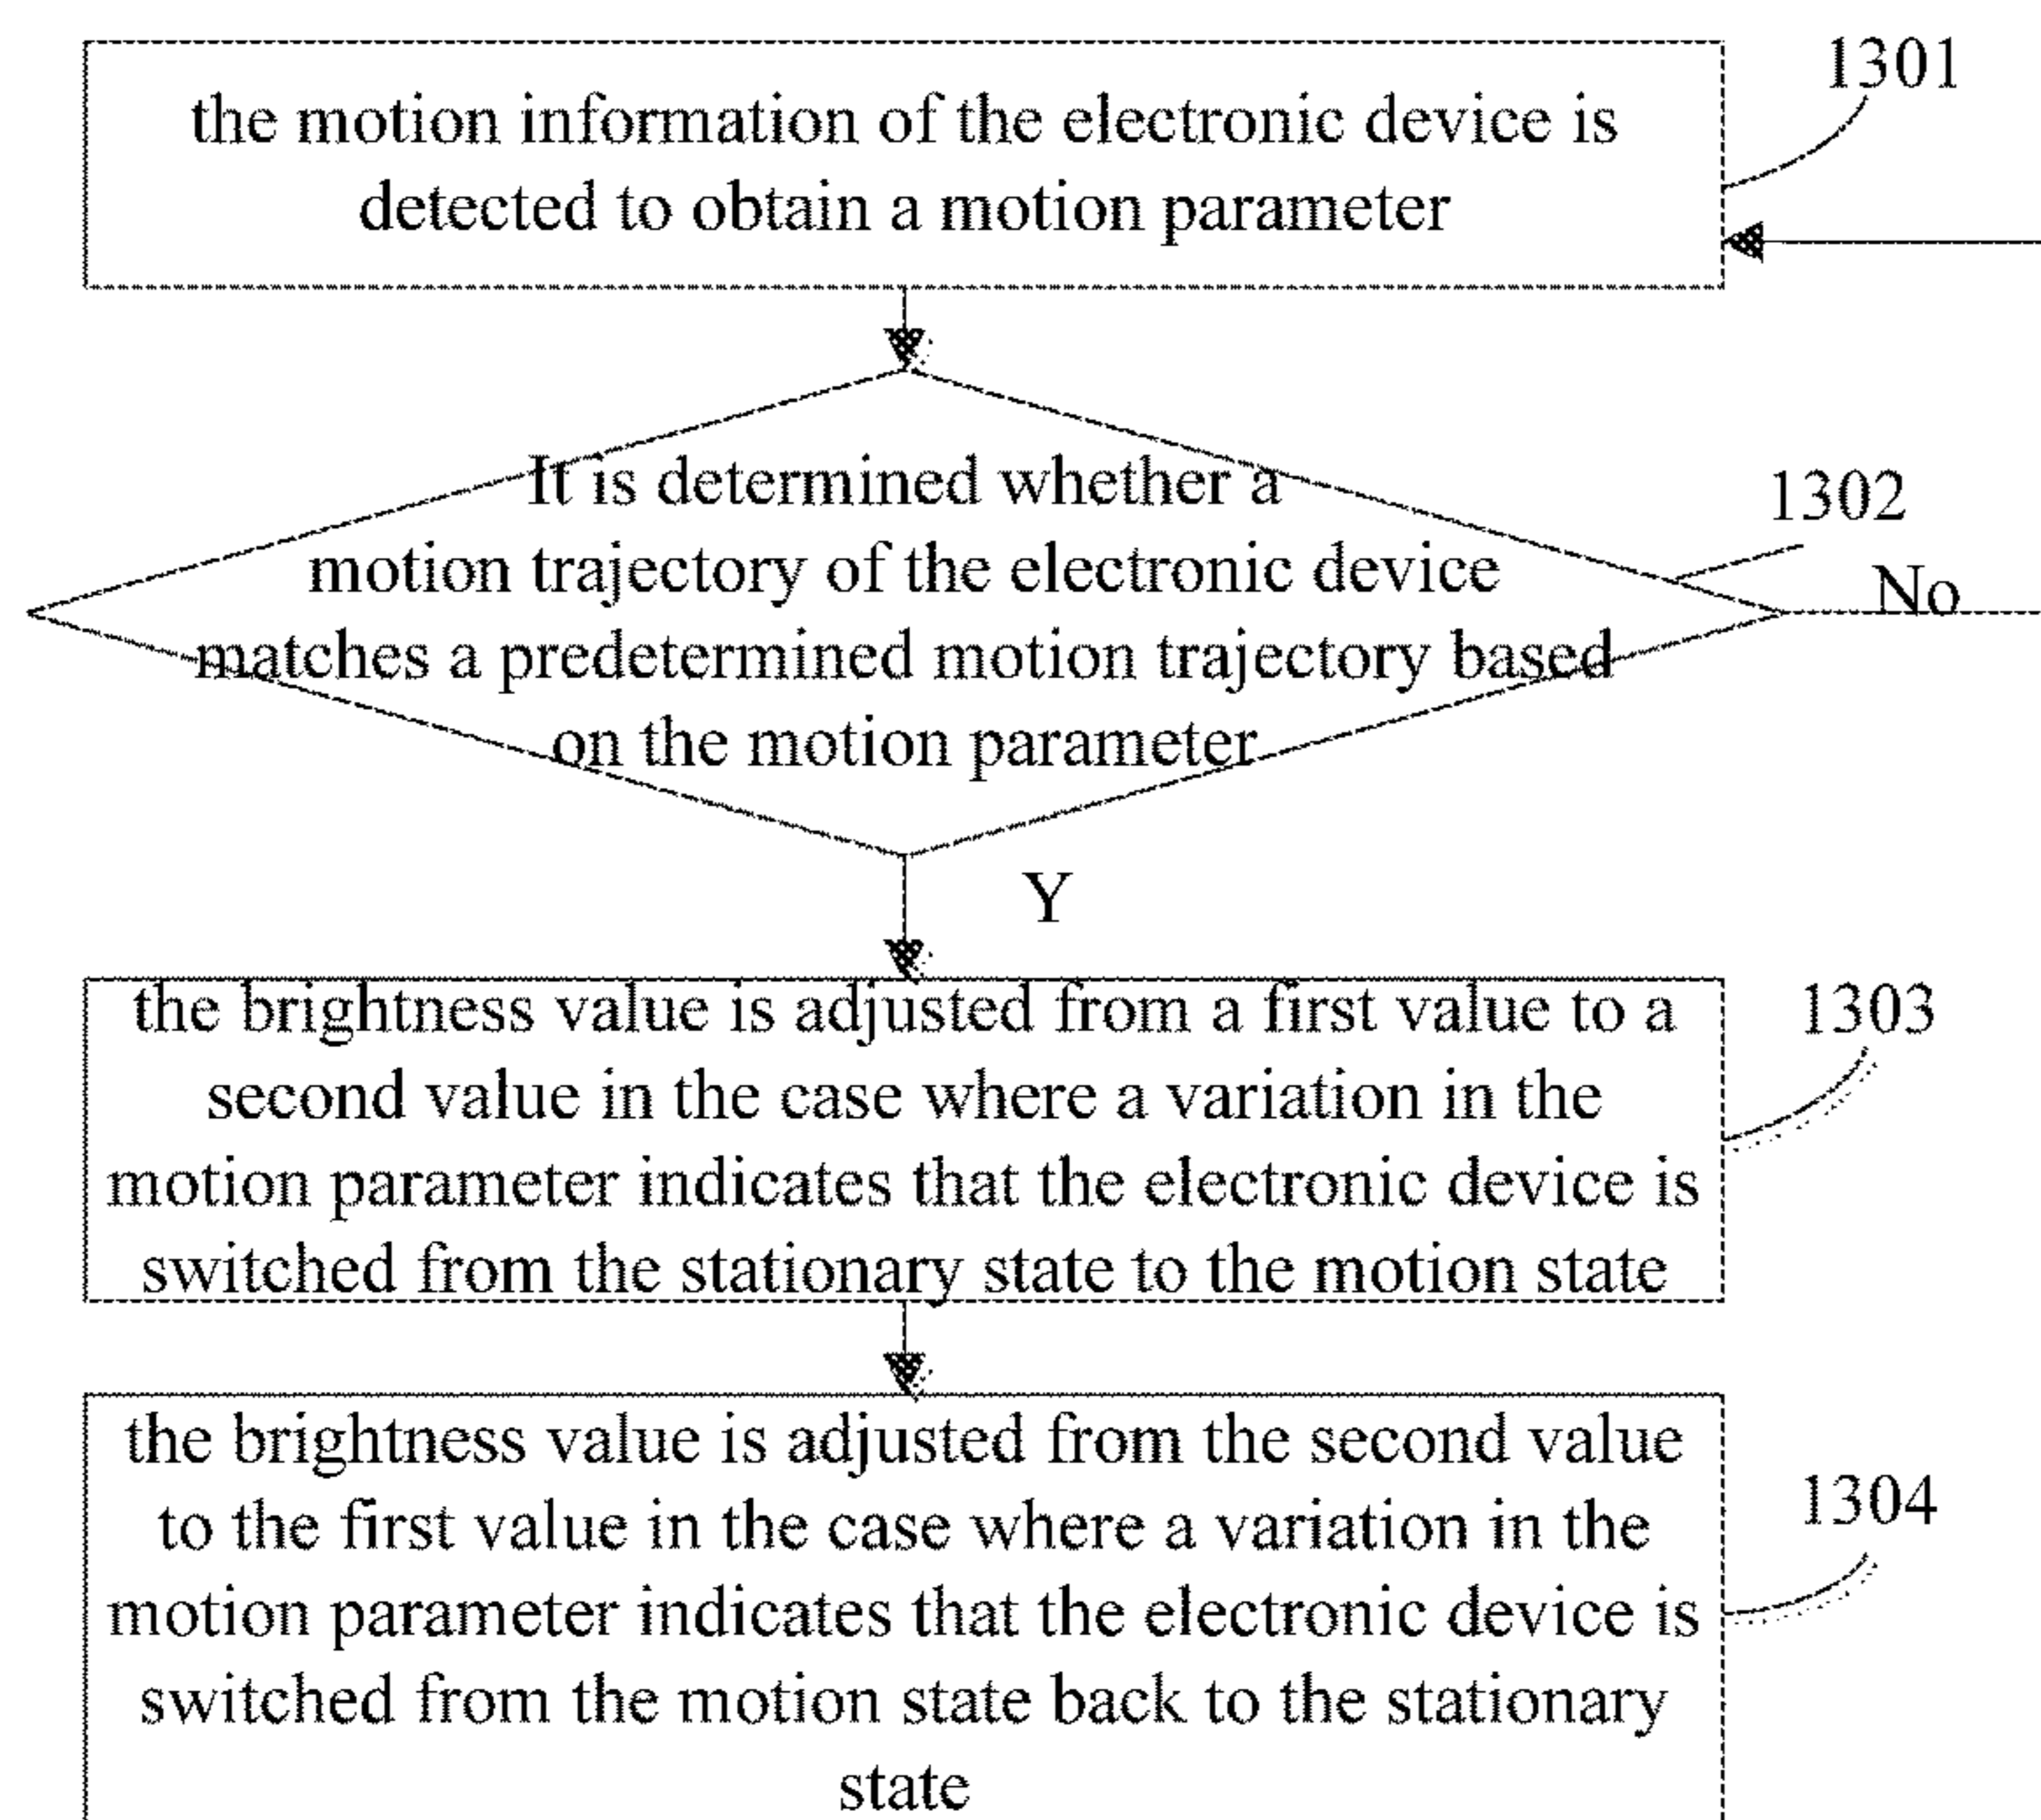 the motion information of the electronic device is
detected to obtain a motion parameter
1301
It is determined whether a
motion trajectory of the electronic device
matches a predetermined motion trajectory based
on the motion parameter
1302
No
Y
the brightness value is adjusted from a first value to a
second value in the case where a variation in the
motion parameter indicates that the electronic device is
switched from the stationary state to the motion state
1303
the brightness value is adjusted from the second value
to the first value in the case where a variation in the
motion parameter indicates that the electronic device is
switched from the motion state back to the stationary
state
1304